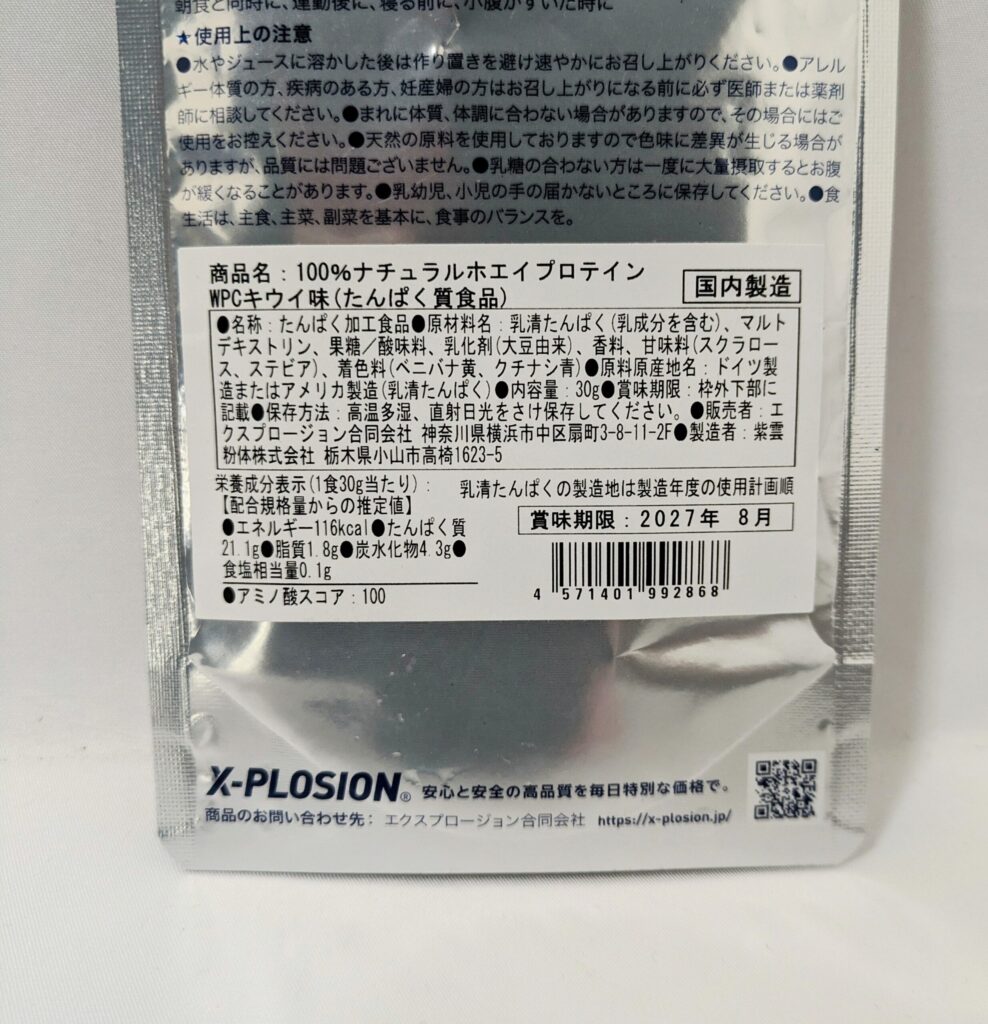 朝食と同時に、運動後に、寝る前に、小腹がすいた時に
★使用上の注意
●水やジュースに溶かした後は作り置きを避け速やかにお召し上がりください。●アレル
ギー体質の方、疾病のある方、妊産婦の方はお召し上がりになる前に必ず医師または薬剤
師に相談してください。●まれに体質、体調に合わない場合がありますので、その場合にはご
使用をお控えください。●天然の原料を使用しておりますので色味に差異が生じる場合が
ありますが、品質には問題ございません。●乳糖の合わない方は一度に大量摂取するとお腹
が緩くなることがあります。●乳幼児、小児の手の届かないところに保存してください。●食
生活は、主食、主菜、副菜を基本に、食事のバランスを。
商品名：100%ナチュラルホエイプロテイン
WPCキウイ味(たんぱく質食品)
国内製造
●名称：たんぱく加工食品●原材料名：乳清たんぱく(乳成分を含む)、マルト
デキストリン、果糖／酸味料、乳化剤(大豆由来)、香料、甘味料(スクラロー
ス、ステビア)、着色料(ベニバナ黄、クチナシ青)●原料原産地名：ドイツ製
造またはアメリカ製造(乳清たんぱく)●内容量：30g●賞味期限：枠外下部に
記載●保存方法：高温多湿、直射日光をさけ保存してください。●販売者：エ
クスプロージョン合同会社 神奈川県横浜市中区扇町3-8-11-2F●製造者：紫雲
粉体株式会社 栃木県小山市高椅1623-5
栄養成分表示(1食30g当たり)：
【配合規格量からの推定値】
●エネルギー116kcal●たんぱく質
21.1g●脂質1.8g●炭水化物4.3g●
食塩相当量0.1g
●アミノ酸スコア：100
乳清たんぱくの製造地は製造年度の使用計画順
賞味期限：2027年 8月
4 571401 992868
X-PLOSION® 安心と安全の高品質を毎日特別な価格で。
商品のお問い合わせ先： エクスプロージョン合同会社 https://x-plosion.jp/